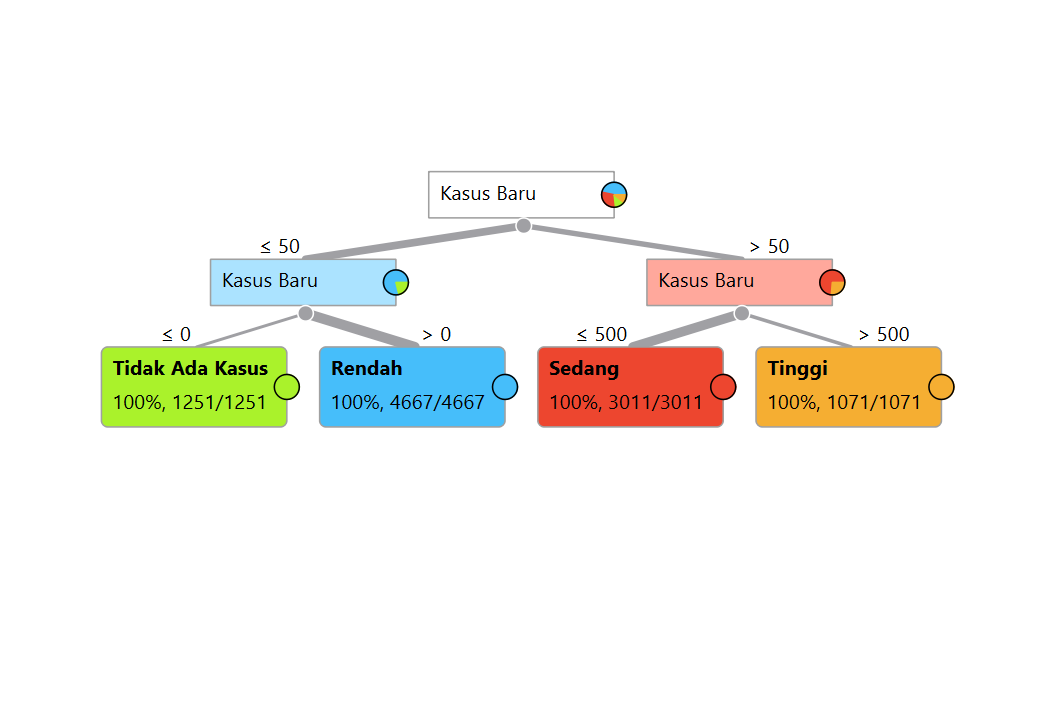 Kasus Baru
≤ 50
> 50
Kasus Baru
Kasus Baru
≤ 0
> 0
≤ 500
> 500
Tidak Ada Kasus
100%, 1251/1251
Rendah
100%, 4667/4667
Sedang
100%, 3011/3011
Tinggi
100%, 1071/1071